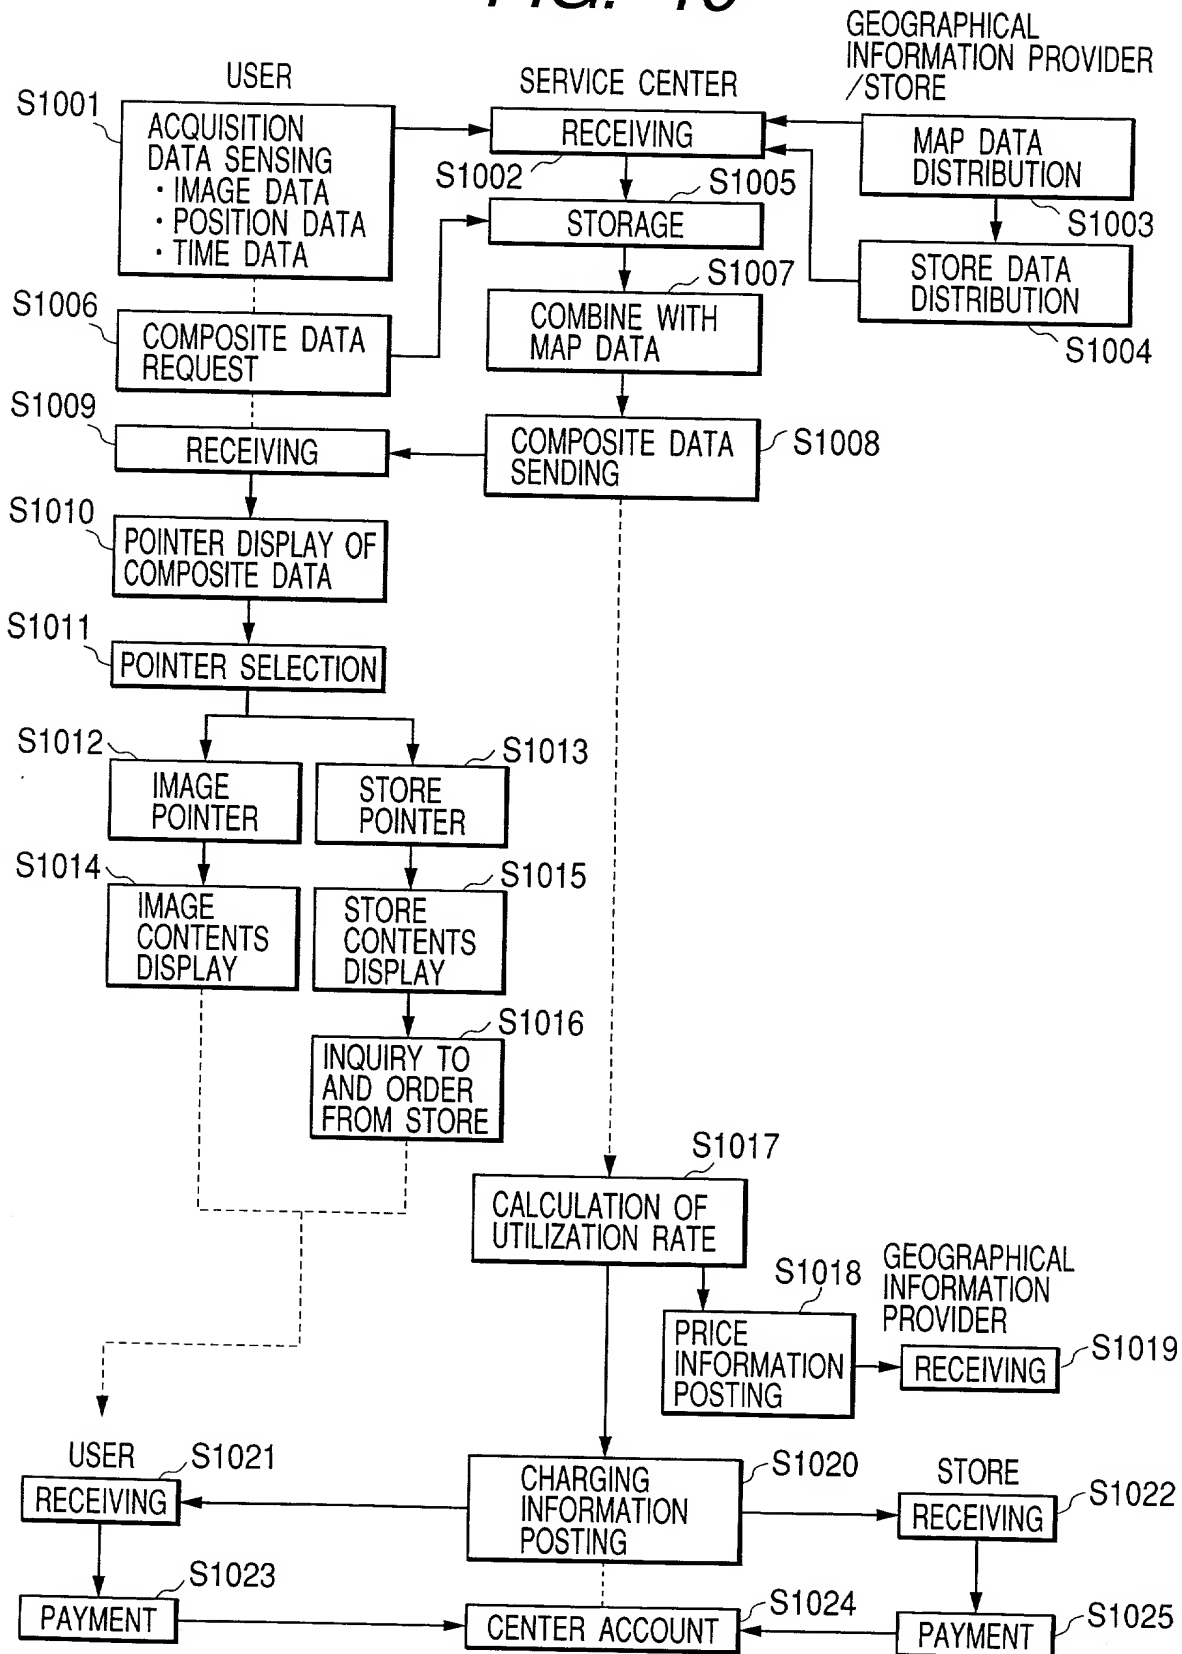 FIG. 10
GEOGRAPHICAL
INFORMATION PROVIDER
/STORE
USER
SERVICE CENTER
S1001
ACQUISITION
DATA SENSING
· IMAGE DATA
· POSITION DATA
· TIME DATA
RECEIVING
S1002
MAP DATA
DISTRIBUTION
S1003
S1005
STORAGE
STORE DATA
DISTRIBUTION
S1004
S1006
COMPOSITE DATA
REQUEST
S1007
COMBINE WITH
MAP DATA
S1009
RECEIVING
COMPOSITE DATA
SENDING
S1008
S1010
POINTER DISPLAY OF
COMPOSITE DATA
S1011
POINTER SELECTION
S1012
IMAGE
POINTER
S1013
STORE
POINTER
S1014
IMAGE
CONTENTS
DISPLAY
S1015
STORE
CONTENTS
DISPLAY
S1016
INQUIRY TO
AND ORDER
FROM STORE
S1017
CALCULATION OF
UTILIZATION RATE
S1018
PRICE
INFORMATION
POSTING
GEOGRAPHICAL
INFORMATION
PROVIDER
RECEIVING
S1019
USER
S1021
RECEIVING
CHARGING
INFORMATION
POSTING
S1020
STORE
RECEIVING
S1022
S1023
PAYMENT
CENTER ACCOUNT
S1024
PAYMENT
S1025